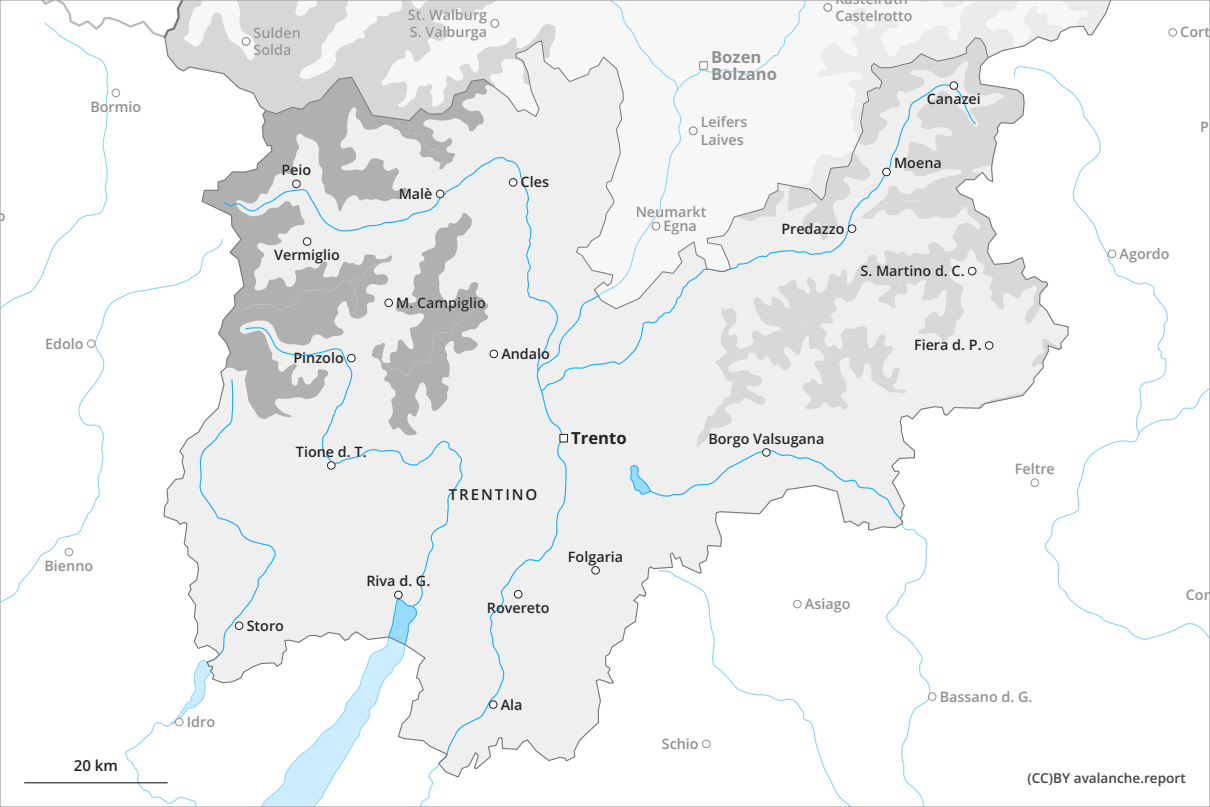 Kastelruth
Castelrotto
St. Walburg
S. Valburga
Sulden
Solda
Cort
Bozen
Bolzano
Bormio
Canazei
Leifers
Laives
P
Moena
Peio
Malè
Cles
Neumarkt
Egna
Predazzo
Agordo
Vermiglio
S. Martino d. C.
M. Campiglio
Edolo
Pinzolo
Andalo
Fiera d. P.
Trento
Borgo Valsugana
Tione d. T.
Feltre
TRENTINO
Bienno
Folgaria
Riva d. G.
Rovereto
Asiago
Cor
Storo
Bassano d. G.
Ala
Idro
Schio
20 km
(CC)BY avalanche.report